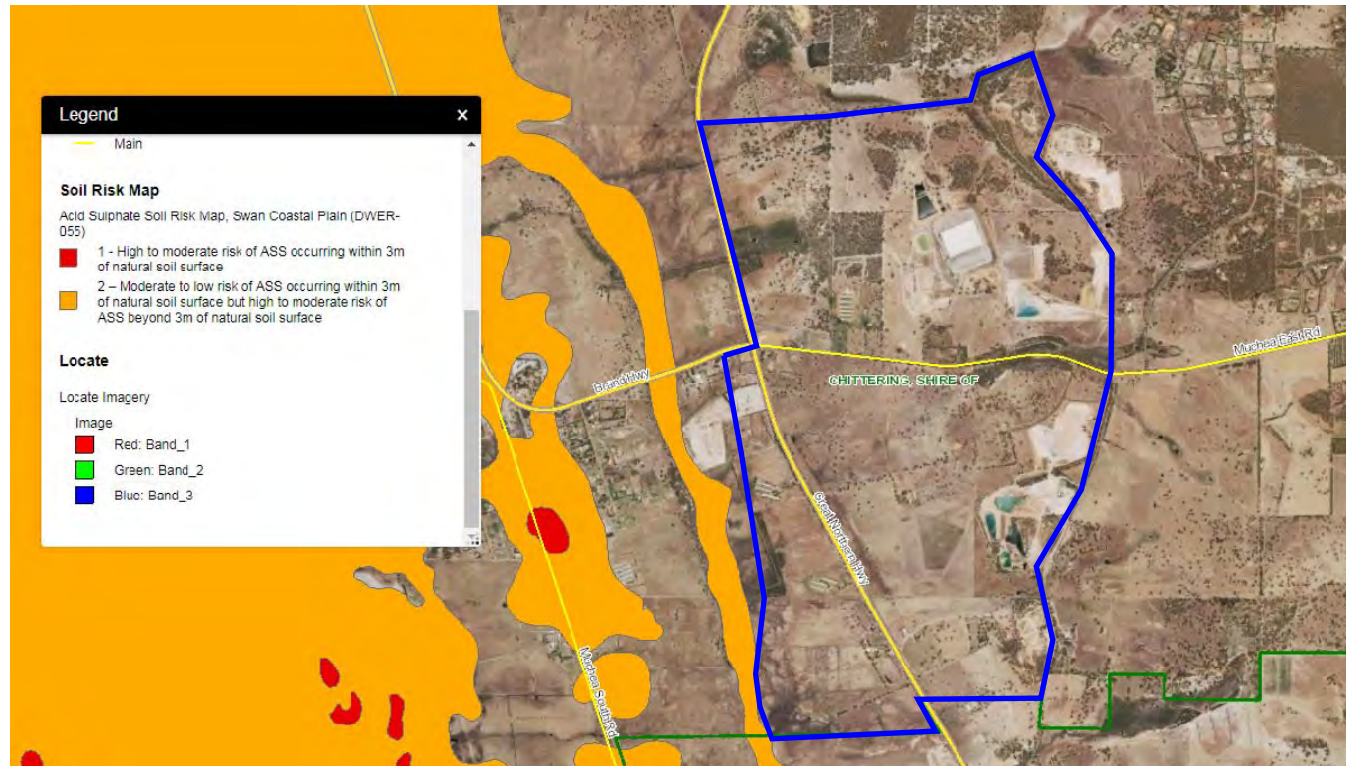 Legend
x
Main
Soil Risk Map
Acid Sulphate Soil Risk Map, Swan Coastal Plain (DWER-
055)
1 - High to moderate risk of ASS occurring within 3m
of natural soil surface
2 – Moderate to low risk of ASS occurring within 3m
of natural soil surface but high to moderate risk of
ASS beyond 3m of natural soil surface
Locate
Locate Imagery
Image
Red: Band_1
Green: Band_2
Blue: Band_3
Brand Hwy
Muchea East Rd
CHITTERING, SHIRE OF
Great Northern Hwy
Muchea South Rd